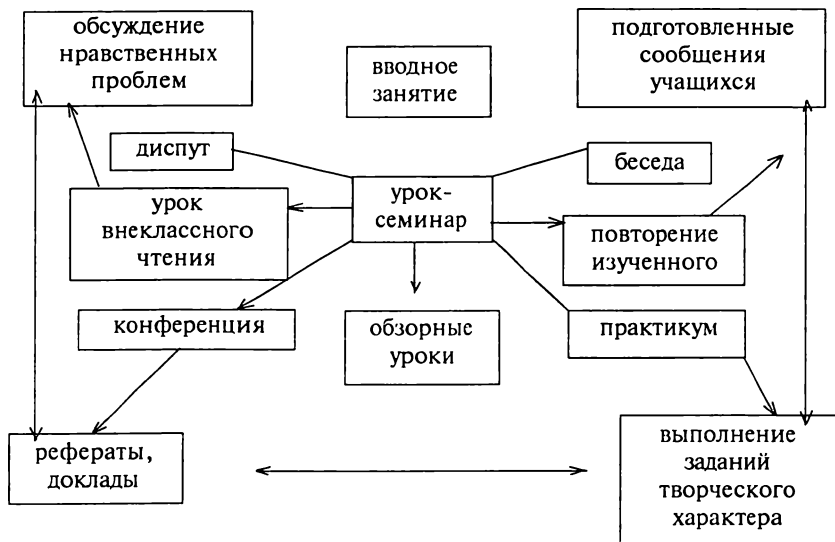 обсуждение
нравственных
проблем
вводное
занятие
подготовленные
сообщения
учащихся
диспут
беседа
урок
внеклассного
чтения
урок-
семинар
повторение
изученного
конференция
обзорные
уроки
практикум
рефераты,
доклады
выполнение
заданий
творческого
характера